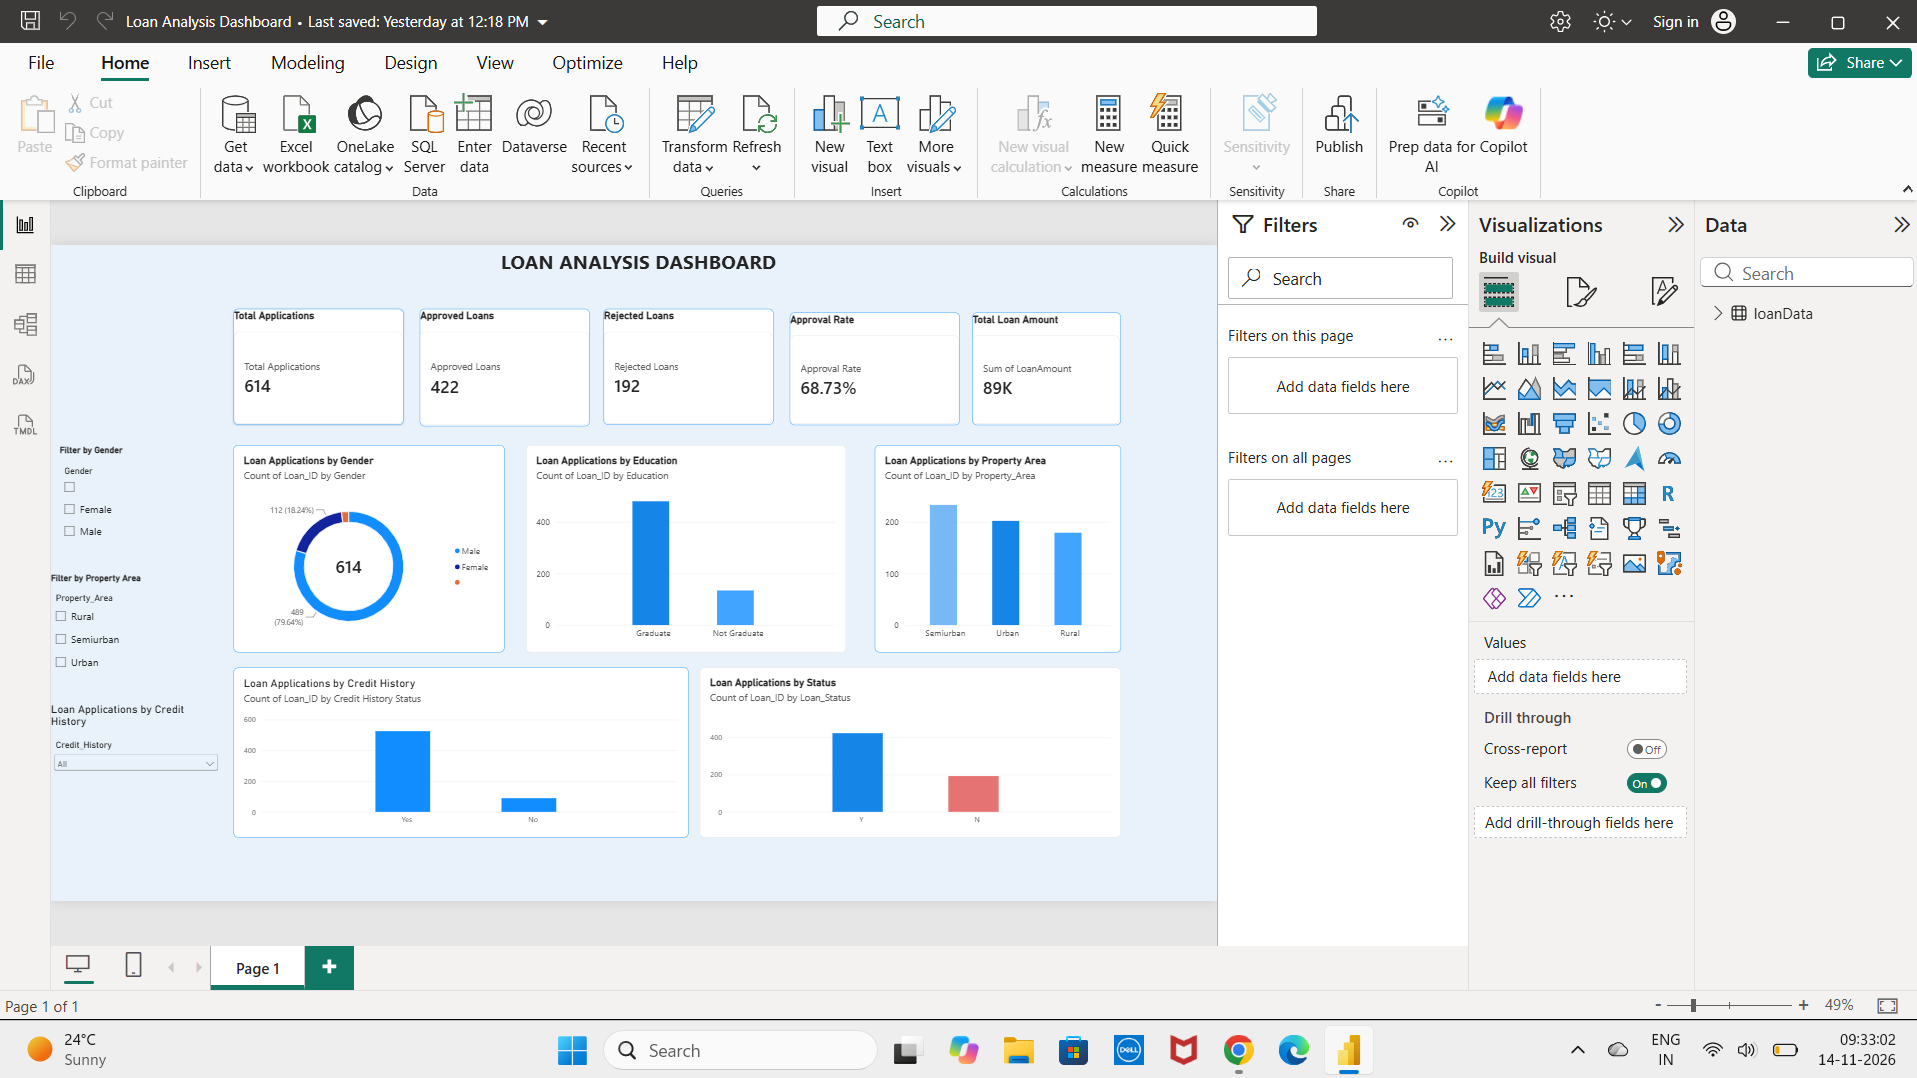 Loan Analysis Dashboard • Last saved: Yesterday at 12:18 PM
Search
Sign in
File
Home
Insert
Modeling
Design
View
Optimize
Help
Share
Paste
Cut
Copy
Format painter
Clipboard
Get data
Excel workbook
OneLake catalog
SQL Server
Enter data
Dataverse
Recent sources
Data
Transform data
Refresh
Queries
New visual
Text box
More visuals
Insert
New visual calculation
New measure
Quick measure
Calculations
Sensitivity
Sensitivity
Publish
Share
Prep data for AI
Copilot
Copilot
DAX
TMDL
LOAN ANALYSIS DASHBOARD
Total Applications
Total Applications
614
Approved Loans
Approved Loans
422
Rejected Loans
Rejected Loans
192
Approval Rate
Approval Rate
68.73%
Total Loan Amount
Sum of LoanAmount
89K
Filter by Gender
Gender
Female
Male
Filter by Property Area
Property_Area
Rural
Semiurban
Urban
Loan Applications by Credit
History
Credit_History
All
Loan Applications by Gender
Count of Loan_ID by Gender
112 (18.24%)
614
489
(79.64%)
Male
Female
Loan Applications by Education
Count of Loan_ID by Education
400
200
0
Graduate
Not Graduate
Loan Applications by Property Area
Count of Loan_ID by Property_Area
200
100
0
Semiurban
Urban
Rural
Loan Applications by Credit History
Count of Loan_ID by Credit History Status
600
400
200
0
Yes
No
Loan Applications by Status
Count of Loan_ID by Loan_Status
400
200
0
Y
N
Filters
Search
Filters on this page
...
Add data fields here
Filters on all pages
...
Add data fields here
Visualizations
Build visual
123
R
Py
...
Values
Add data fields here
Drill through
Cross-report
Off
Keep all filters
On
Add drill-through fields here
Data
Search
loanData
Page 1
Page 1 of 1
- + 49%
24°C
Sunny
Search
DELL
ENG
IN
09:33:02
14-11-2026